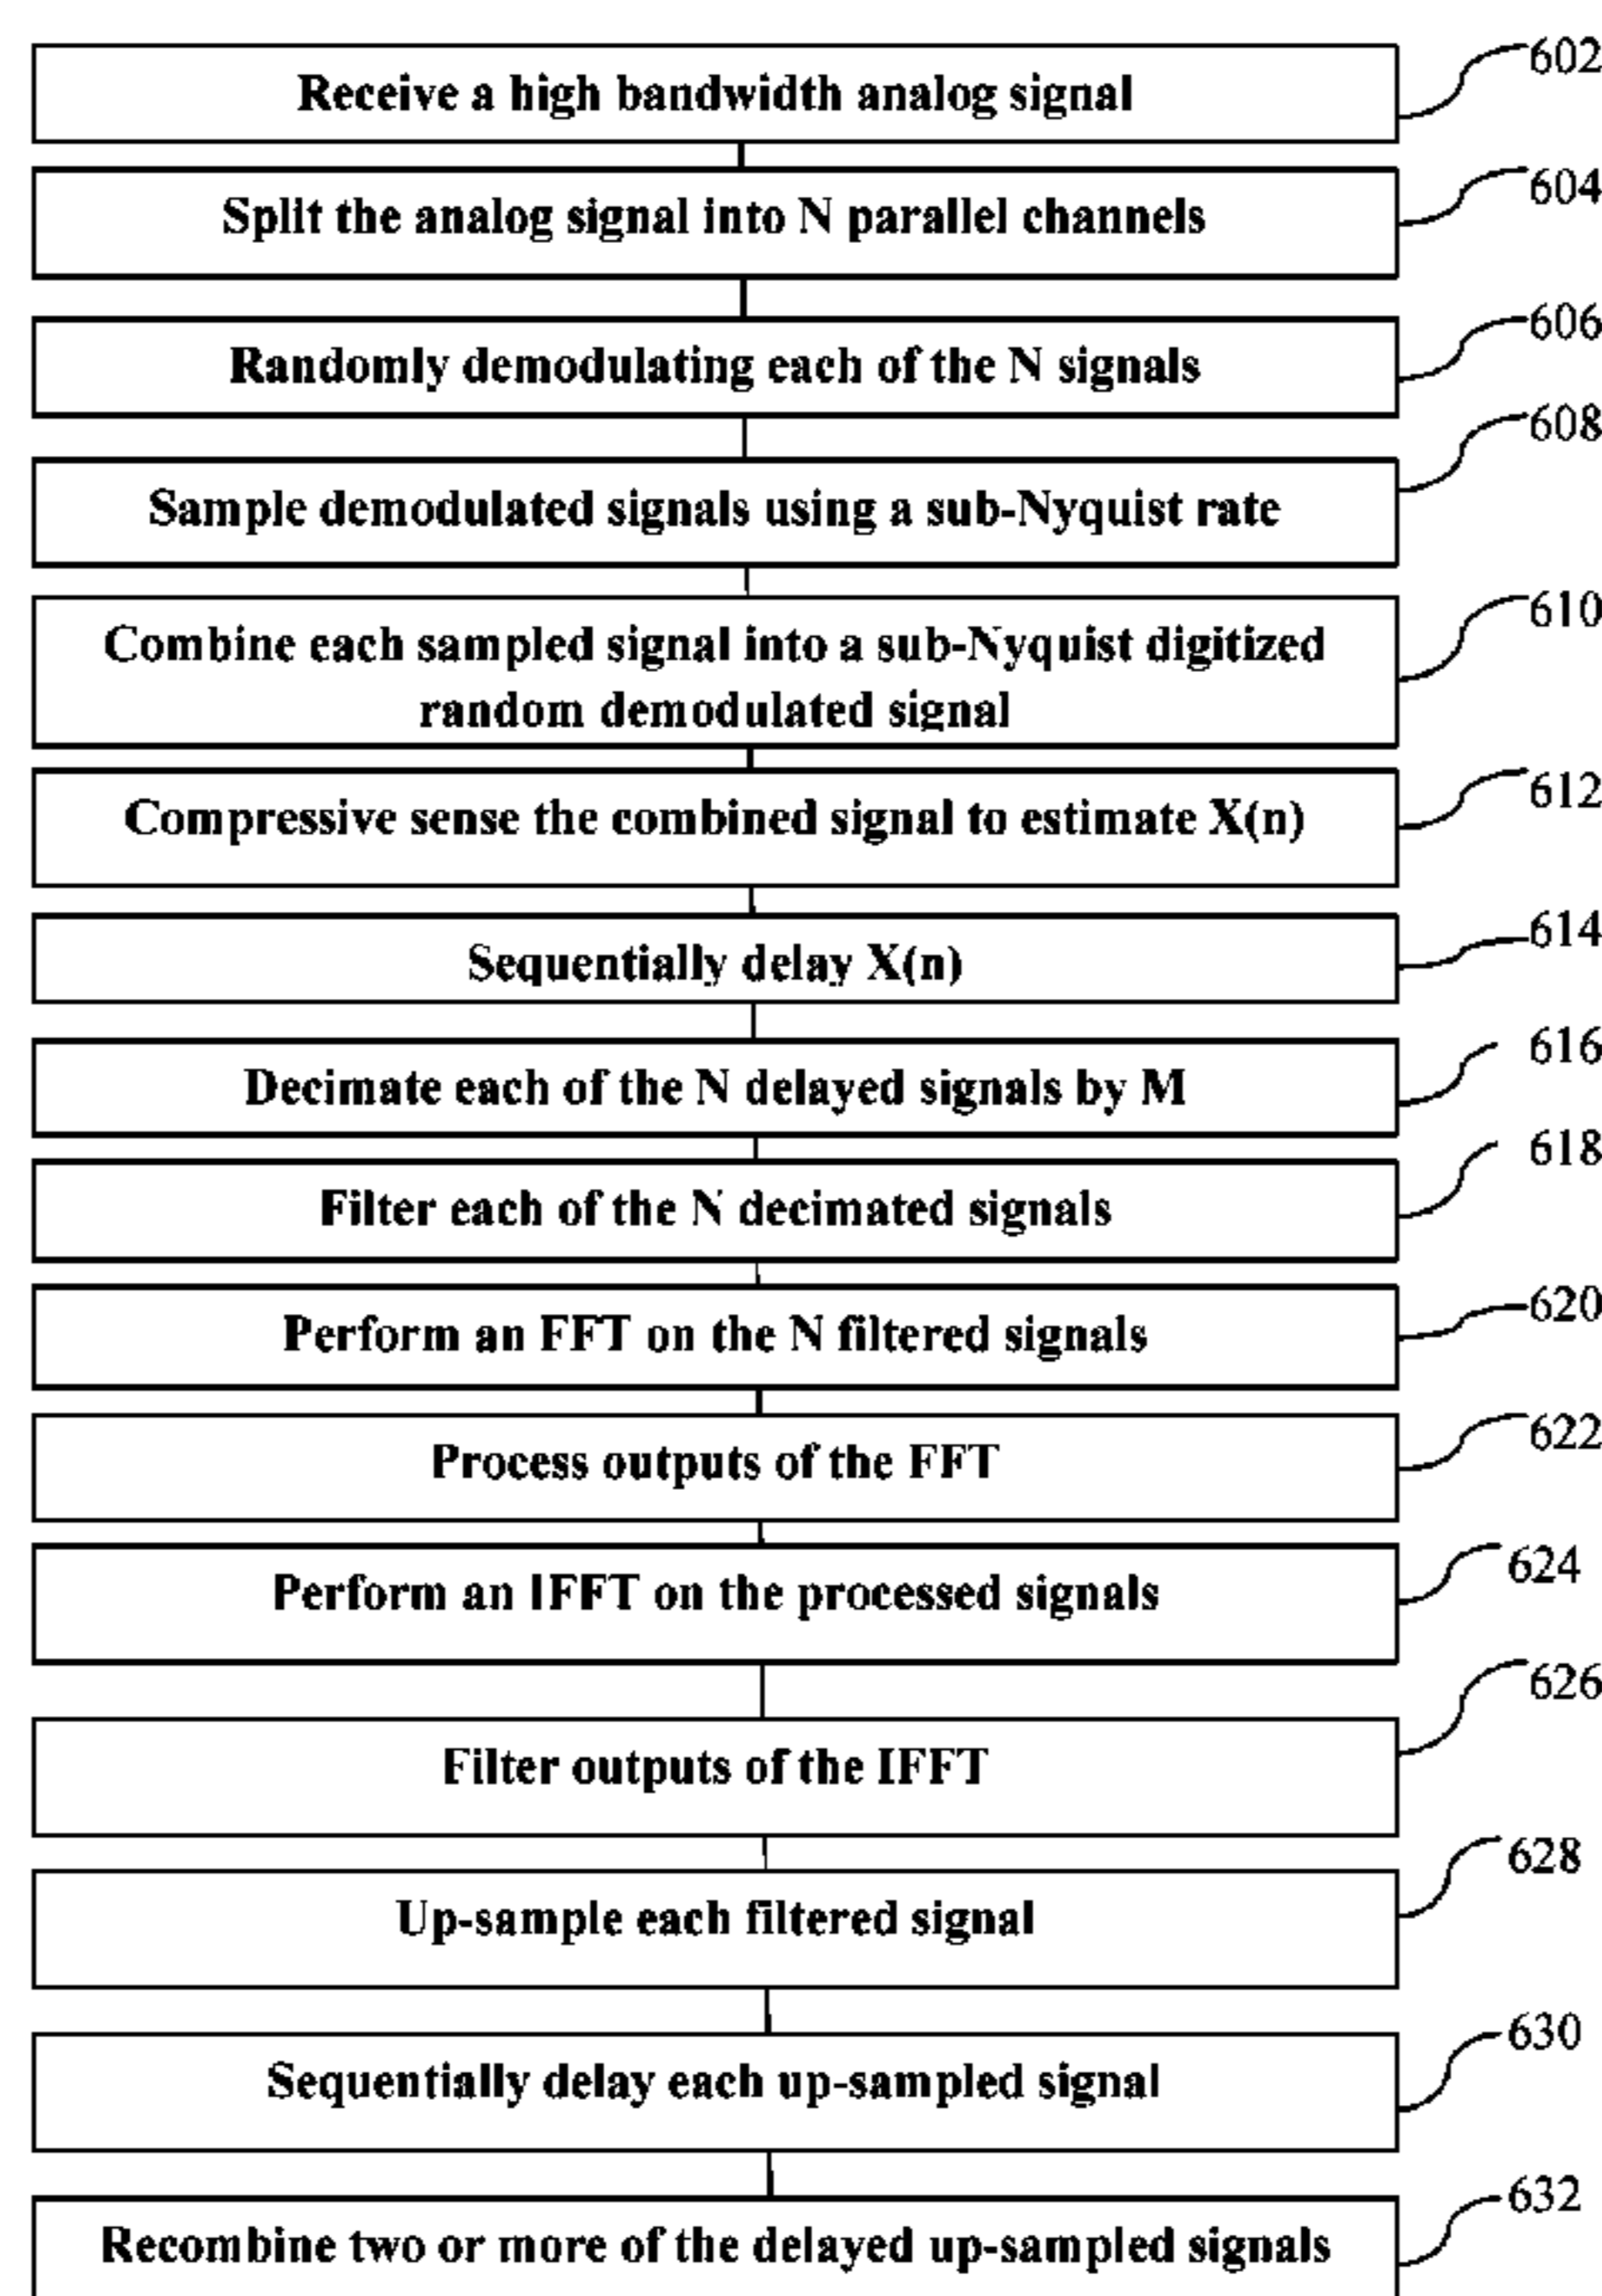 Receive a high bandwidth analog signal
602
Split the analog signal into N parallel channels
604
Randomly demodulating each of the N signals
606
Sample demodulated signals using a sub-Nyquist rate
608
Combine each sampled signal into a sub-Nyquist digitized
random demodulated signal
610
Compressive sense the combined signal to estimate X(n)
612
Sequentially delay X(n)
614
Decimate each of the N delayed signals by M
616
Filter each of the N decimated signals
618
Perform an FFT on the N filtered signals
620
Process outputs of the FFT
622
Perform an IFFT on the processed signals
624
Filter outputs of the IFFT
626
Up-sample each filtered signal
628
Sequentially delay each up-sampled signal
630
Recombine two or more of the delayed up-sampled signals
632